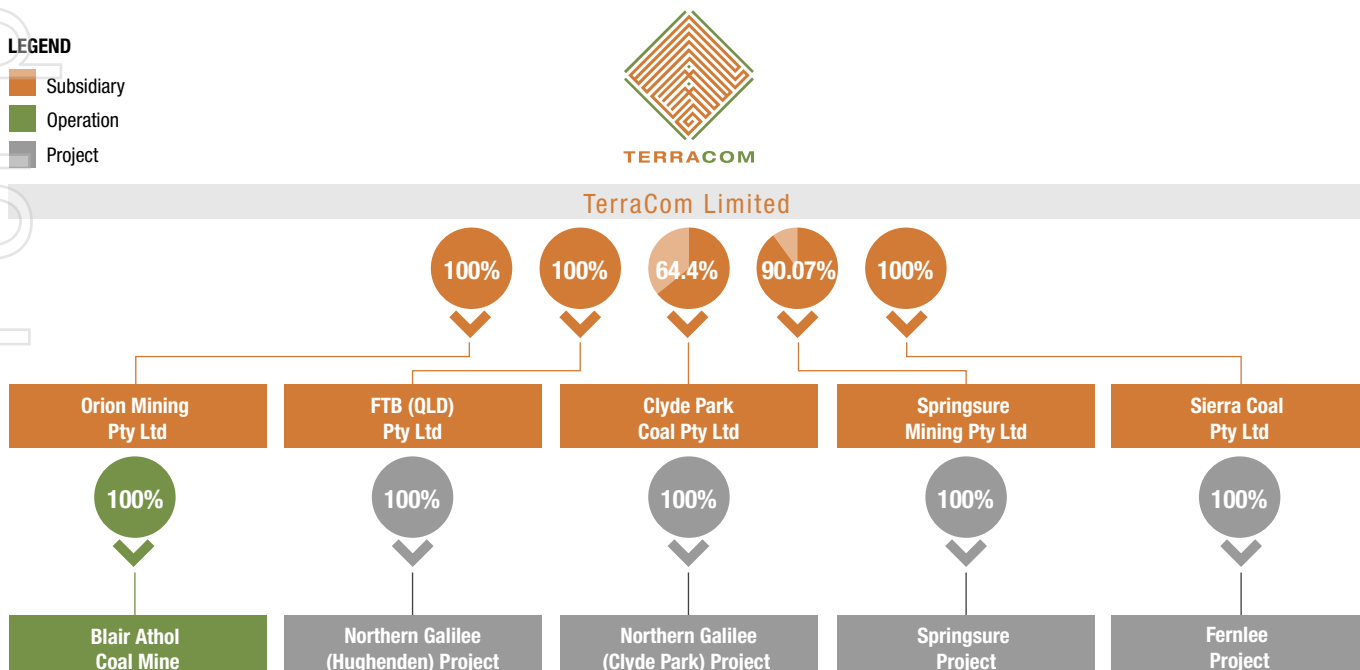 LEGEND
Subsidiary
Operation
Project
TERRACOM
TerraCom Limited
100%
100%
64.4%
90.07%
100%
Orion Mining
Pty Ltd
FTB (QLD)
Pty Ltd
Clyde Park
Coal Pty Ltd
Springsure
Mining Pty Ltd
Sierra Coal
Pty Ltd
100%
100%
100%
100%
100%
Blair Athol
Coal Mine
Northern Galilee
(Hughenden) Project
Northern Galilee
(Clyde Park) Project
Springsure
Project
Fernlee
Project